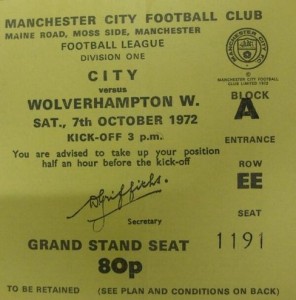 MANCHESTER CITY FOOTBALL CLUB
MAINE ROAD, MOSS SIDE, MANCHESTER
FOOTBALL LEAGUE
DIVISION ONE
MANCHESTER CITY FOOTBALL CLUB
LIMITED 1972
CITY
versus
WOLVERHAMPTON W.
SAT., 7th OCTOBER 1972
KICK-OFF 3 p.m.
You are advised to take up your position
half an hour before the kick-off
Secretary
GRAND STAND SEAT
80p
TO BE RETAINED (SEE PLAN AND CONDITIONS ON BACK)
BLOCK
A
ENTRANCE
ROW
EE
SEAT
1191